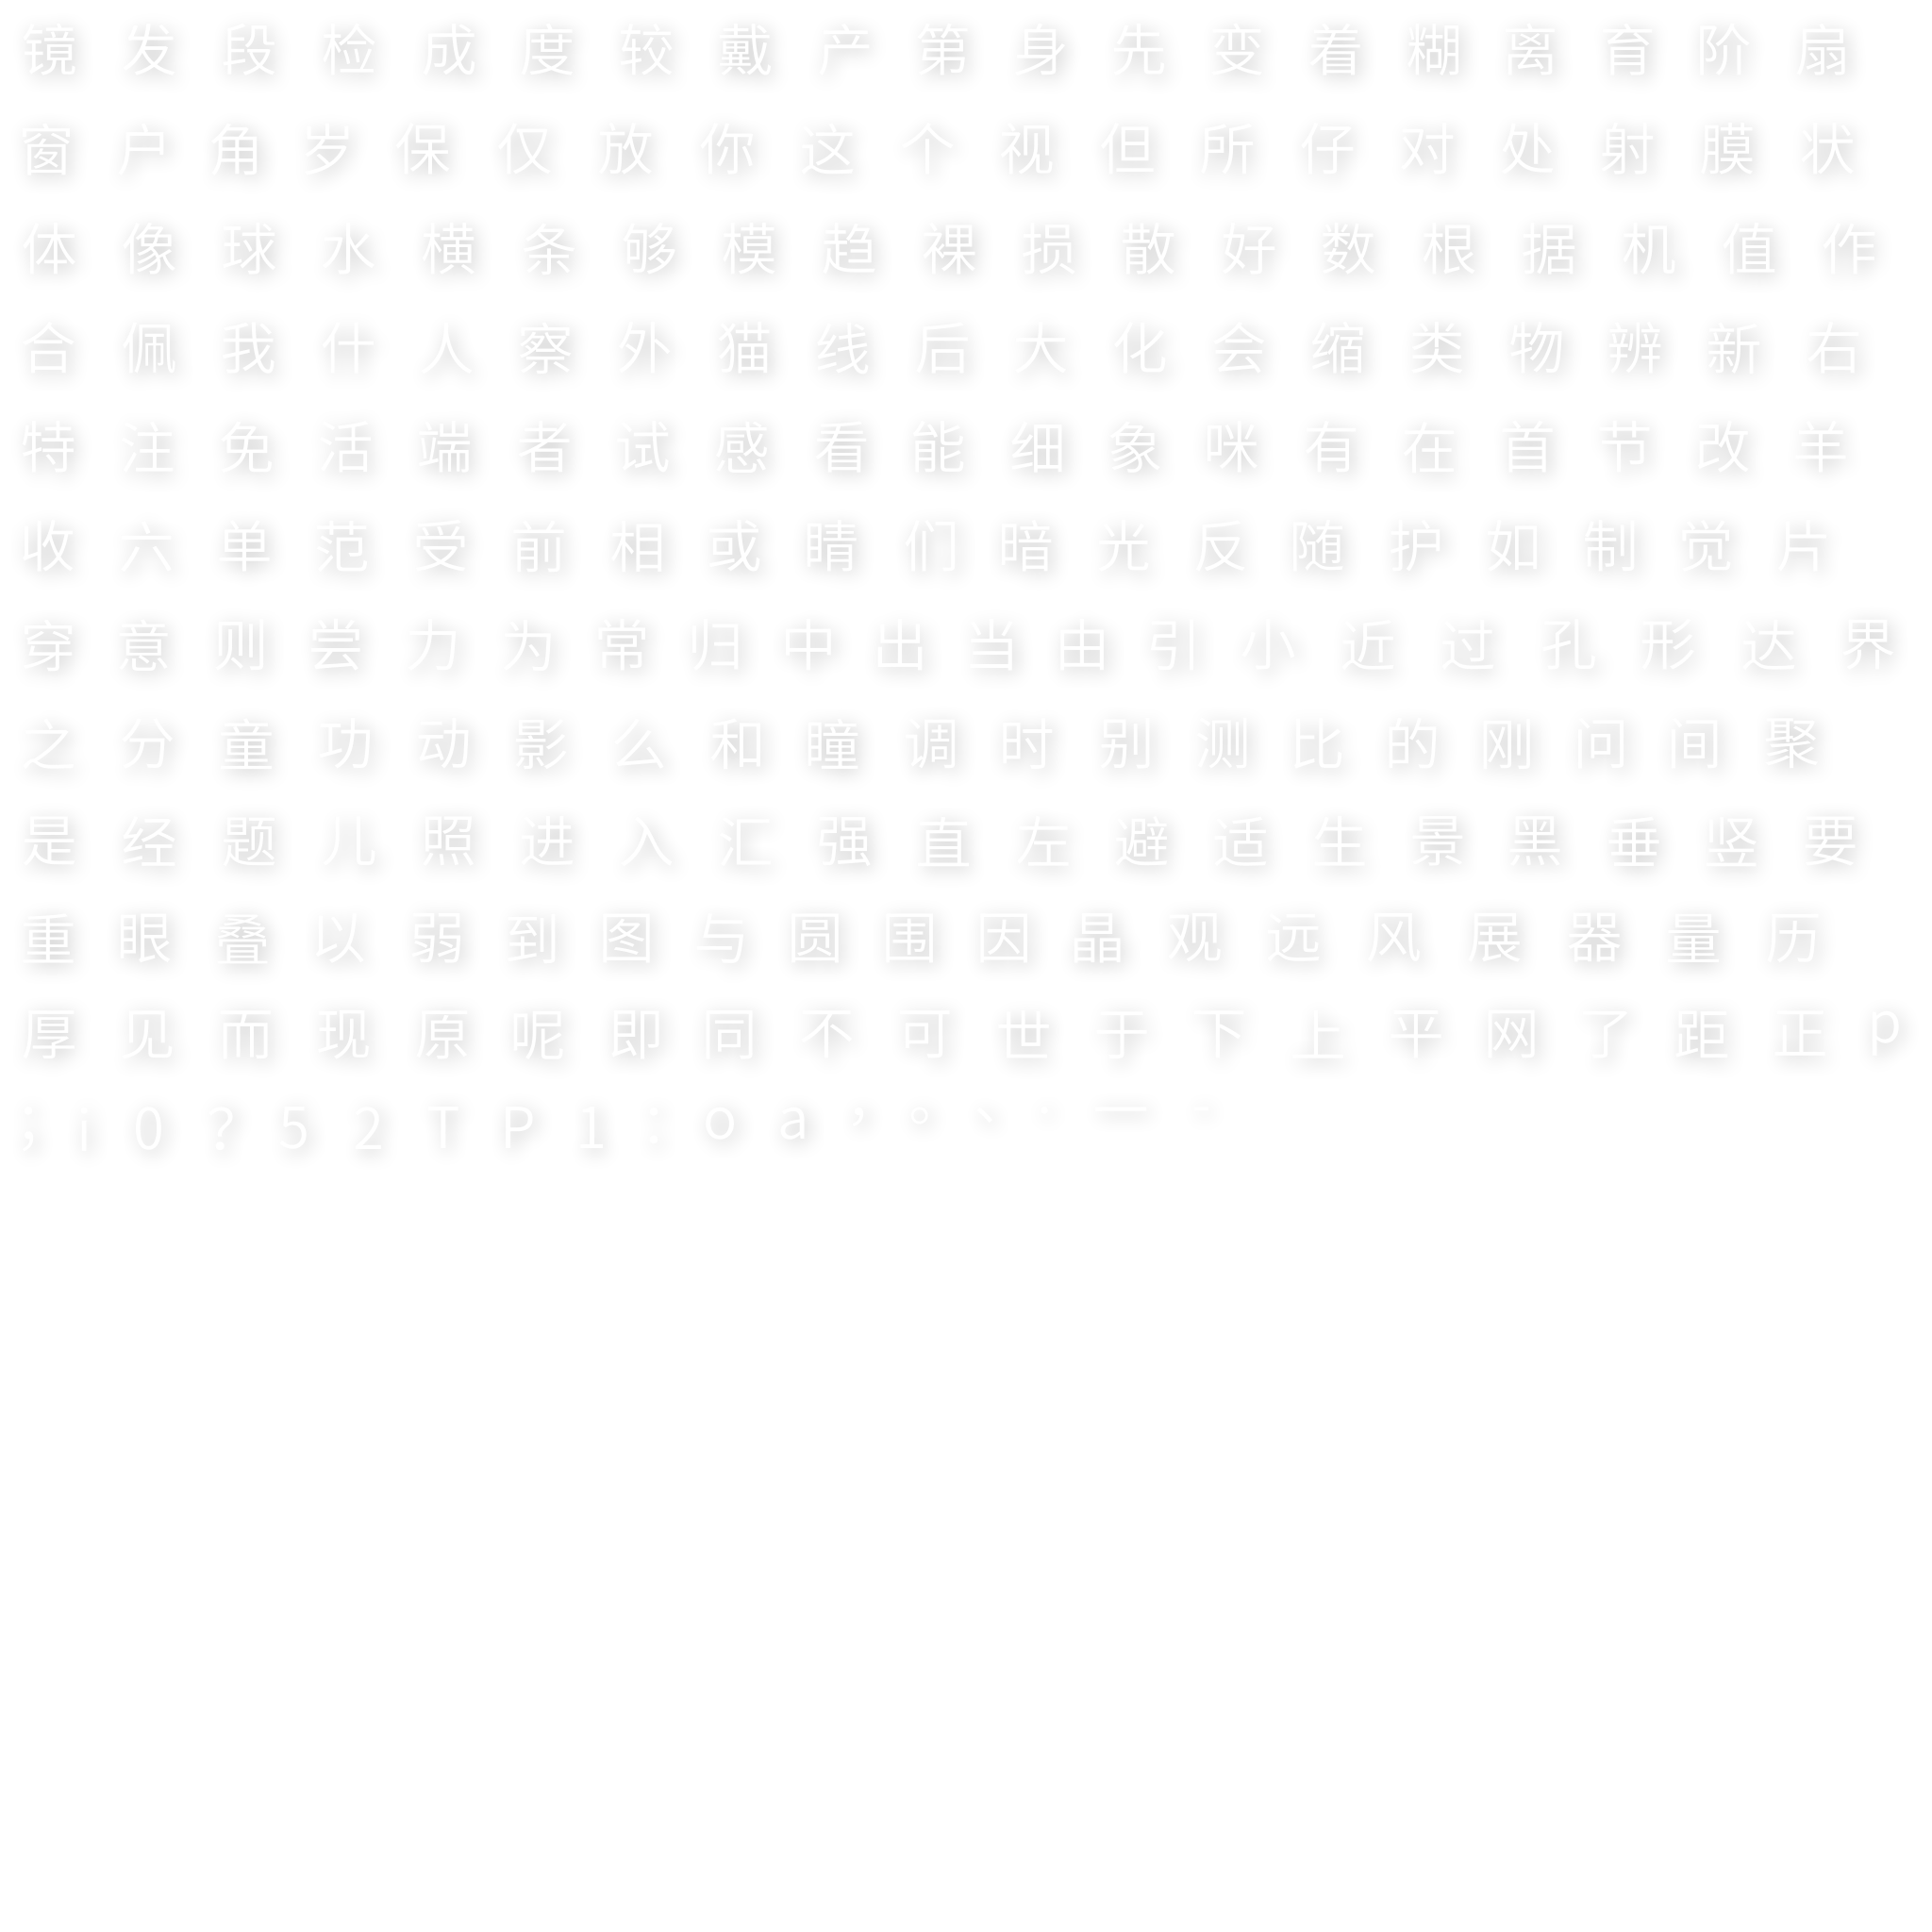 镜 发 段 检 成 度 较 戴 产 第 身 先 变 着 糊 离 育 阶 扇
窗 户 角 岁 保 仅 放 你 这 个 视 但 所 仔 对 处 射 膜 状
体 像 球 水 横 条 够 模 趋 裸 损 散 好 数 根 据 机 值 作
合 佩 我 什 人 察 外 猫 线 后 大 化 会 缩 类 物 辨 新 右
特 注 免 活 端 者 试 感 看 能 细 象 咪 有 在 首 节 改 羊
收 六 单 范 受 前 相 或 睛 们 暗 光 反 随 护 如 制 觉 片
穿 意 则 尝 力 为 常 归 中 出 当 由 引 小 近 过 孔 形 达 界
之 分 童 功 动 影 么 和 瞳 调 时 别 测 比 的 刚 问 间 聚
是 经 题 儿 照 进 入 汇 强 直 左 避 适 生 景 黑 垂 竖 要
重 眼 叠 以 弱 到 图 与 圆 围 因 晶 观 远 风 展 器 量 历
厚 见 而 现 原 呢 即 同 不 可 世 于 下 上 平 网 了 距 正 p
; i 0 ? 5 2 T P 1 : o a , 。 、 · 一 -